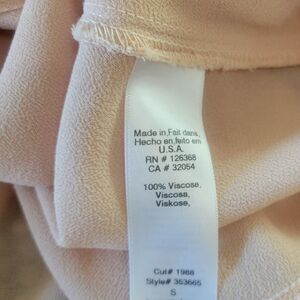 Made in,Fait dans,
Hecho en,feito em
U.S.A.
RN # 126368
CA # 32054
100% Viscose,
Viscosa,
Viskose,
Cut# 1988
Style# 353665
S